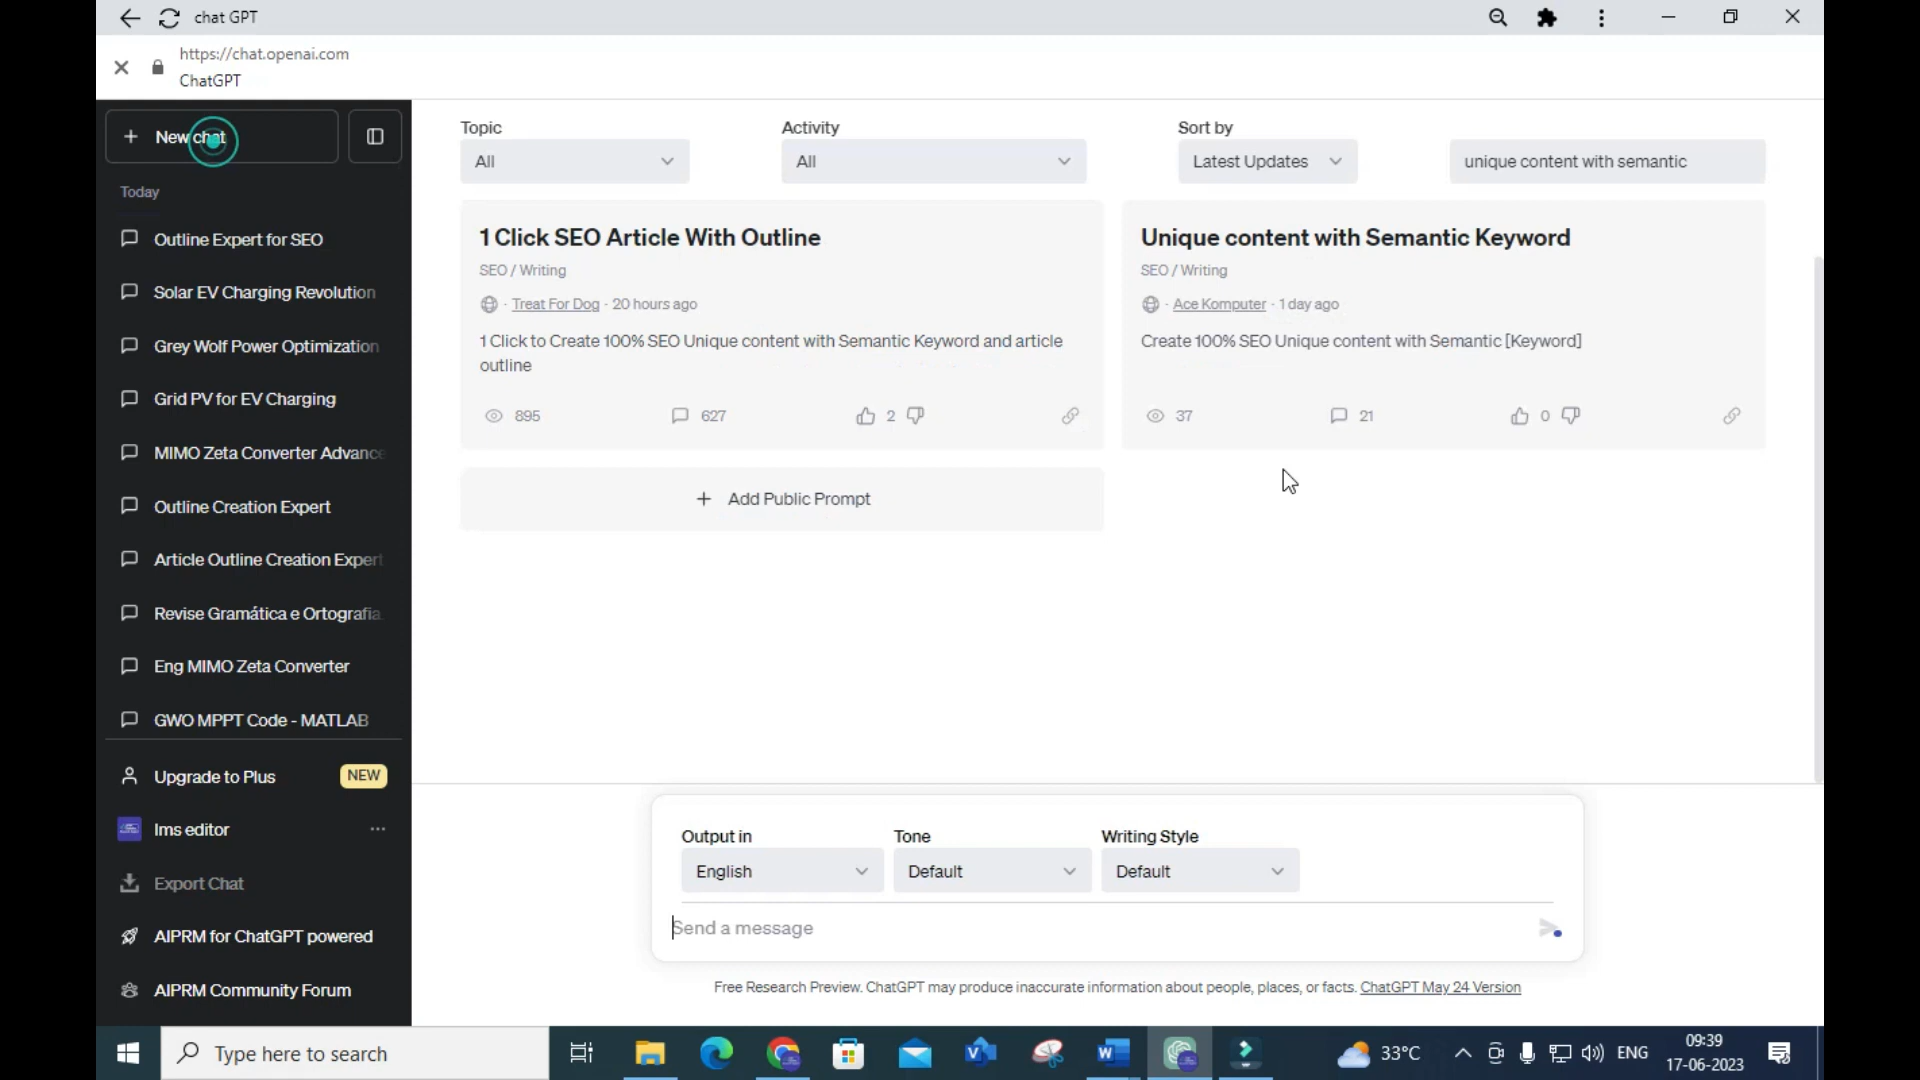 chat GPT
https://chat.openai.com
ChatGPT
New chat
Today
Outline Expert for SEO
Solar EV Charging Revolution
Grey Wolf Power Optimization
Grid PV for EV Charging
MIMO Zeta Converter Advance
Outline Creation Expert
Article Outline Creation Expert
Revise Gramática e Ortografia
Eng MIMO Zeta Converter
GWO MPPT Code - MATLAB
Upgrade to Plus NEW
lms editor
Export Chat
AIPRM for ChatGPT powered
AIPRM Community Forum
Topic Activity Sort by
All All Latest Updates unique content with semantic
1 Click SEO Article With Outline
SEO / Writing
· Treat For Dog · 20 hours ago
1 Click to Create 100% SEO Unique content with Semantic Keyword and article
outline
895 627 2
Unique content with Semantic Keyword
SEO / Writing
· Ace Komputer · 1 day ago
Create 100% SEO Unique content with Semantic [Keyword]
37 21 0
+ Add Public Prompt
Output in Tone Writing Style
English Default Default
Send a message
Free Research Preview. ChatGPT may produce inaccurate information about people, places, or facts. ChatGPT May 24 Version
Type here to search
33°C ENG
09:39
17-06-2023